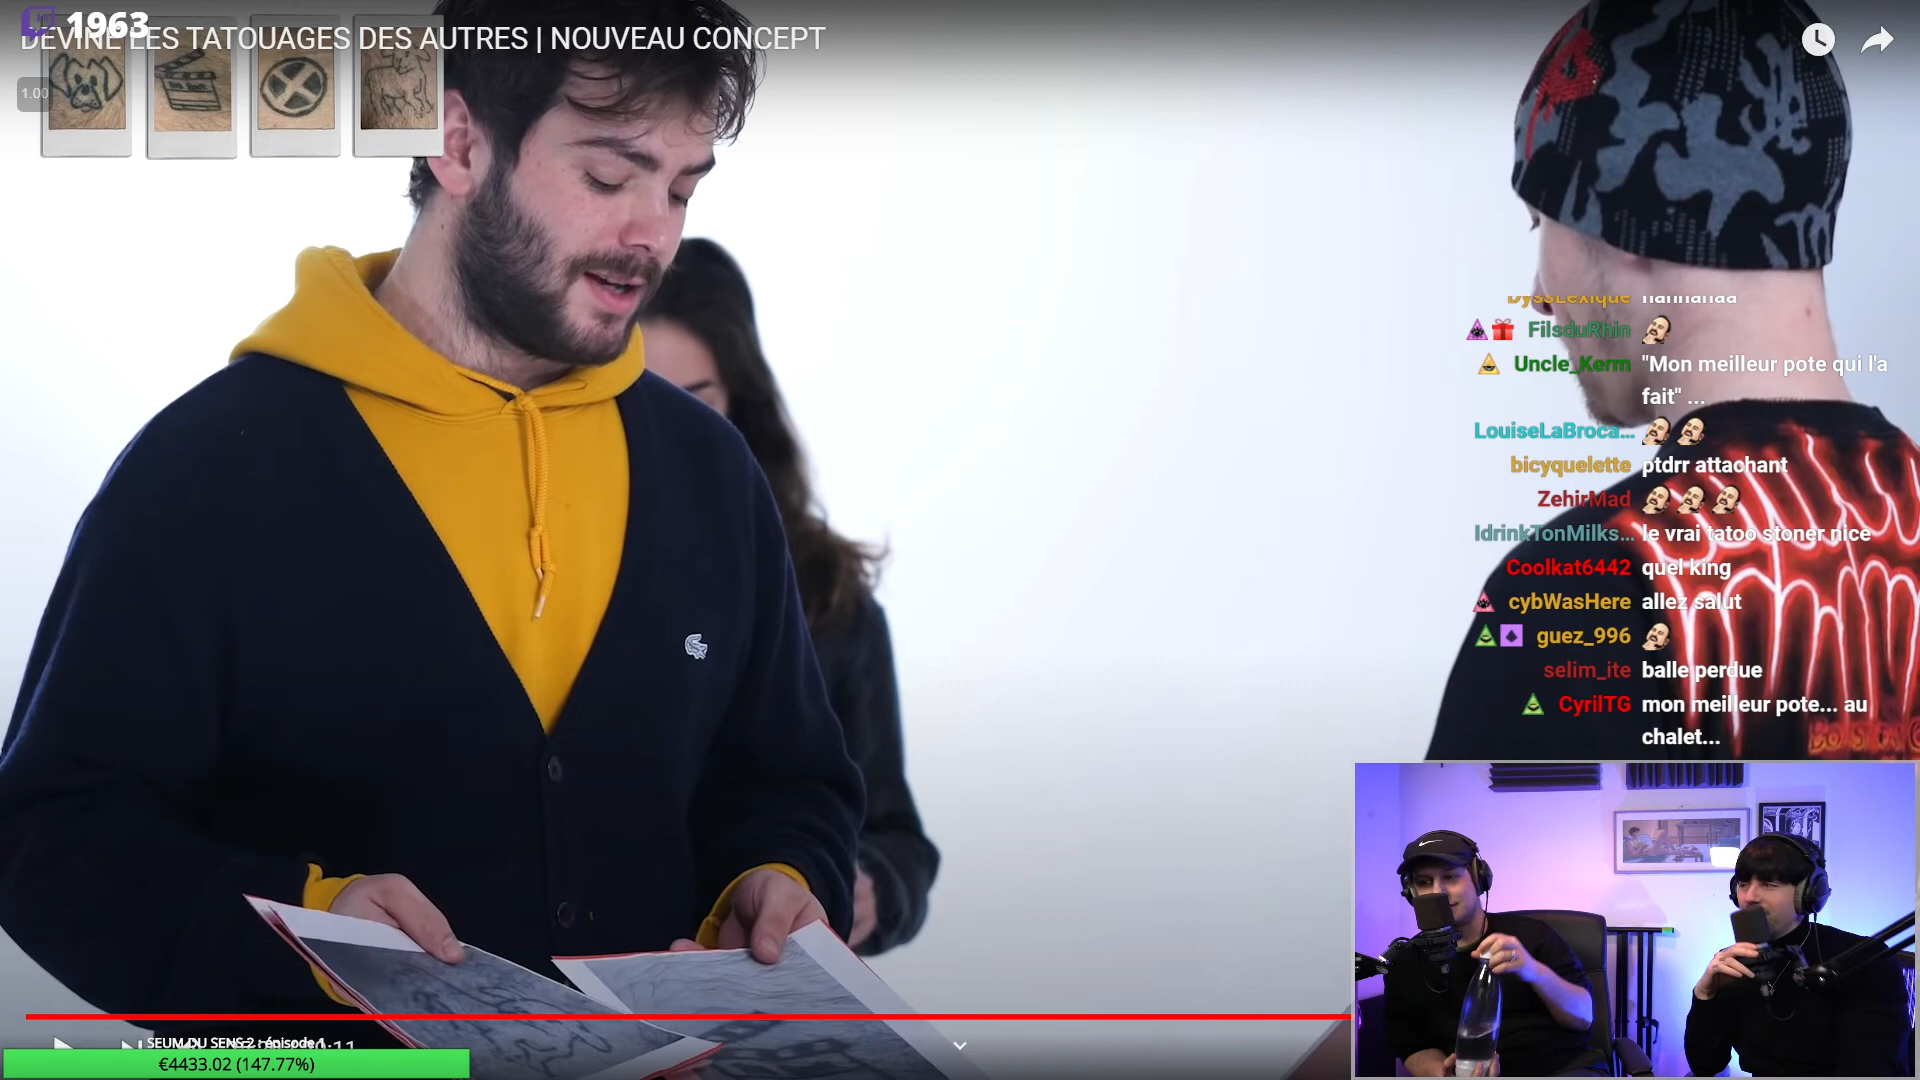 1963
DEVINE LES TATOUAGES DES AUTRES | NOUVEAU CONCEPT
1.00
DyssLexique nannanaa
FilsduRhin
Uncle_Kerm "Mon meilleur pote qui l'a
fait" ...
LouiseLaBroca...
bicyquelette ptdrr attachant
ZehirMad
IdrinkTonMilks... le vrai tatoo stoner nice
Coolkat6442 quel king
cybWasHere allez salut
guez_996
selim_ite balle perdue
CyrilTG mon meilleur pote... au
chalet...
SEUM DU SENS 2 : épisode 1
€4433.02 (147.77%)